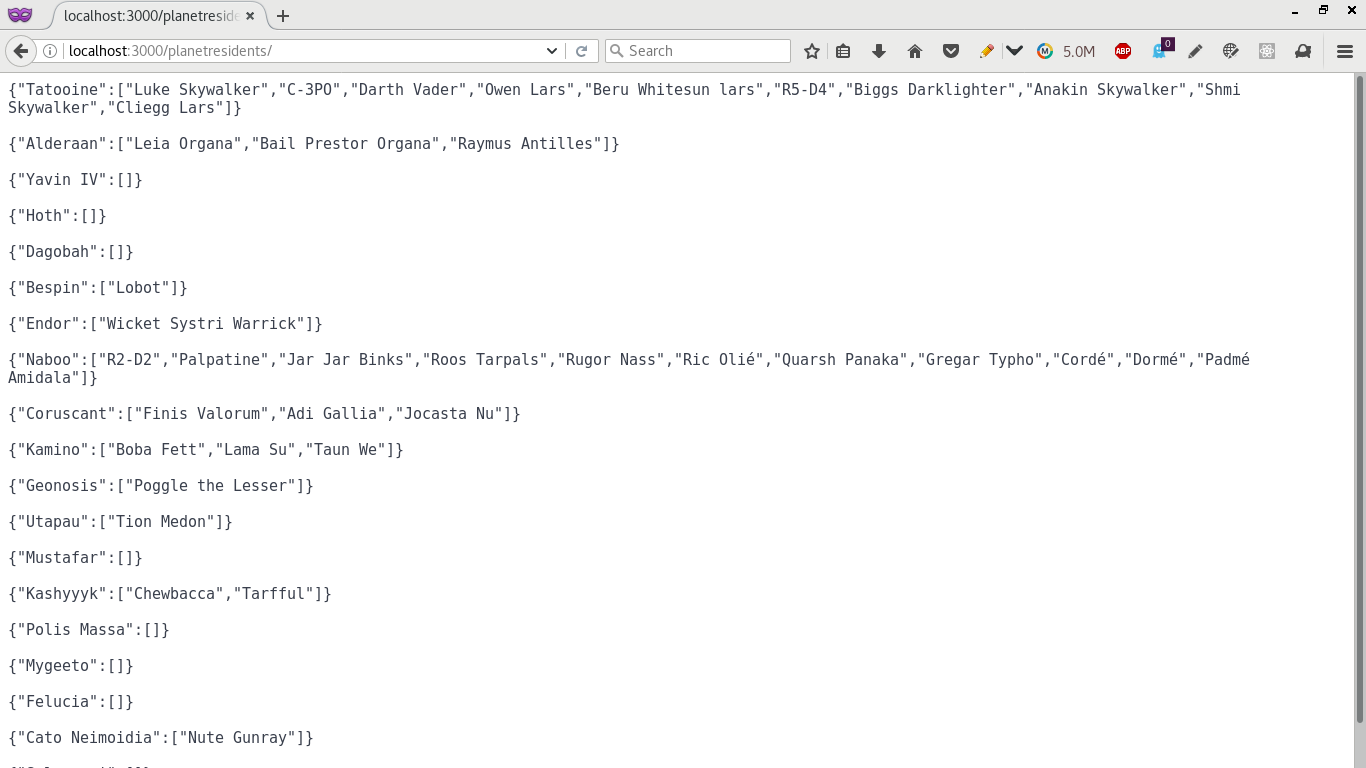 localhost:3000/planetreside
localhost:3000/planetresidents/
Search
5.0M
ABP
0
{"Tatooine":["Luke Skywalker","C-3PO","Darth Vader","Owen Lars","Beru Whitesun lars","R5-D4","Biggs Darklighter","Anakin Skywalker","Shmi
Skywalker","Cliegg Lars"]}
{"Alderaan":["Leia Organa","Bail Prestor Organa","Raymus Antilles"]}
{"Yavin IV":[]}
{"Hoth":[]}
{"Dagobah":[]}
{"Bespin":["Lobot"]}
{"Endor":["Wicket Systri Warrick"]}
{"Naboo":["R2-D2","Palpatine","Jar Jar Binks","Roos Tarpals","Rugor Nass","Ric Olié","Quarsh Panaka","Gregar Typho","Cordé","Dormé","Padmé
Amidala"]}
{"Coruscant":["Finis Valorum","Adi Gallia","Jocasta Nu"]}
{"Kamino":["Boba Fett","Lama Su","Taun We"]}
{"Geonosis":["Poggle the Lesser"]}
{"Utapau":["Tion Medon"]}
{"Mustafar":[]}
{"Kashyyyk":["Chewbacca","Tarfful"]}
{"Polis Massa":[]}
{"Mygeeto":[]}
{"Felucia":[]}
{"Cato Neimoidia":["Nute Gunray"]}